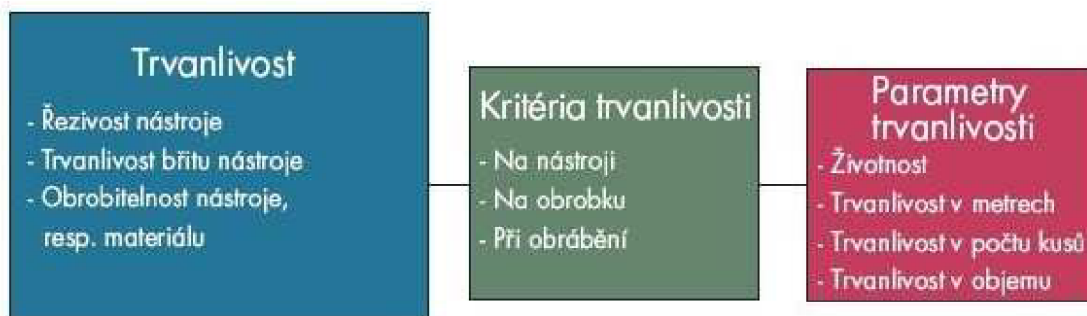 Trvanlivost
- Řezivost nástroje
- Trvanlivost břitu nástroje
- Obrobitelnost nástroje,
resp. materiálu
Kritéria trvanlivosti
- Na nástroji
- Na obrobku
- Při obrábění
Parametry
trvanlivosti
- Životnost
- Trvanlivost v metrech
- Trvanlivost v počtu kusů
- Trvanlivost v objemu